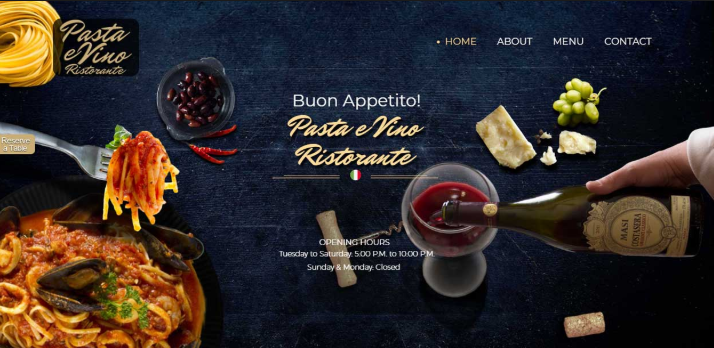 Pasta
e Vino
Ristorante
• HOME ABOUT MENU CONTACT
Reserve
a Table
Buon Appetito!
Pasta e Vino
Ristorante
OPENING HOURS
Tuesday to Saturday: 5:00 P.M. to 10:00 P.M
Sunday & Monday: Closed
MASI
COSTASERA